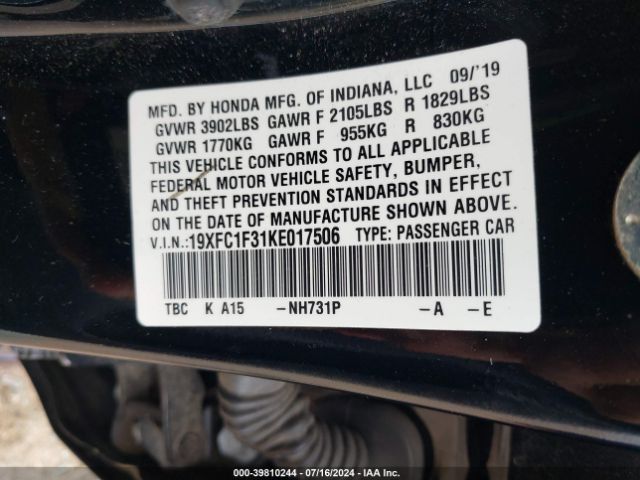 MFD. BY HONDA MFG. OF INDIANA, LLC 09/'19
GVWR 3902LBS GAWR F 2105LBS R 1829LBS
GVWR 1770KG GAWR F 955KG R 830KG
THIS VEHICLE CONFORMS TO ALL APPLICABLE
FEDERAL MOTOR VEHICLE SAFETY, BUMPER,
AND THEFT PREVENTION STANDARDS IN EFFECT
ON THE DATE OF MANUFACTURE SHOWN ABOVE.
V.I.N.:19XFC1F31KE017506 TYPE: PASSENGER CAR
TBC K A15 -NH731P -A -E
000-39810244 / 07/16/2024 / IAA Inc.